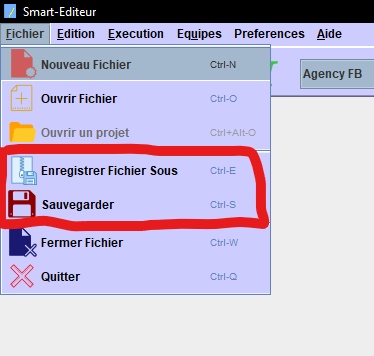 Smart-Editeur
Fichier Edition Execution Equipes Preferences Aide
Nouveau Fichier Ctrl-N
Agency FB
Ouvrir Fichier Ctrl-O
Ouvrir un projet Ctrl+Alt-O
Enregistrer Fichier Sous Ctrl-E
Sauvegarder Ctrl-S
Fermer Fichier Ctrl-W
Quitter Ctrl-Q